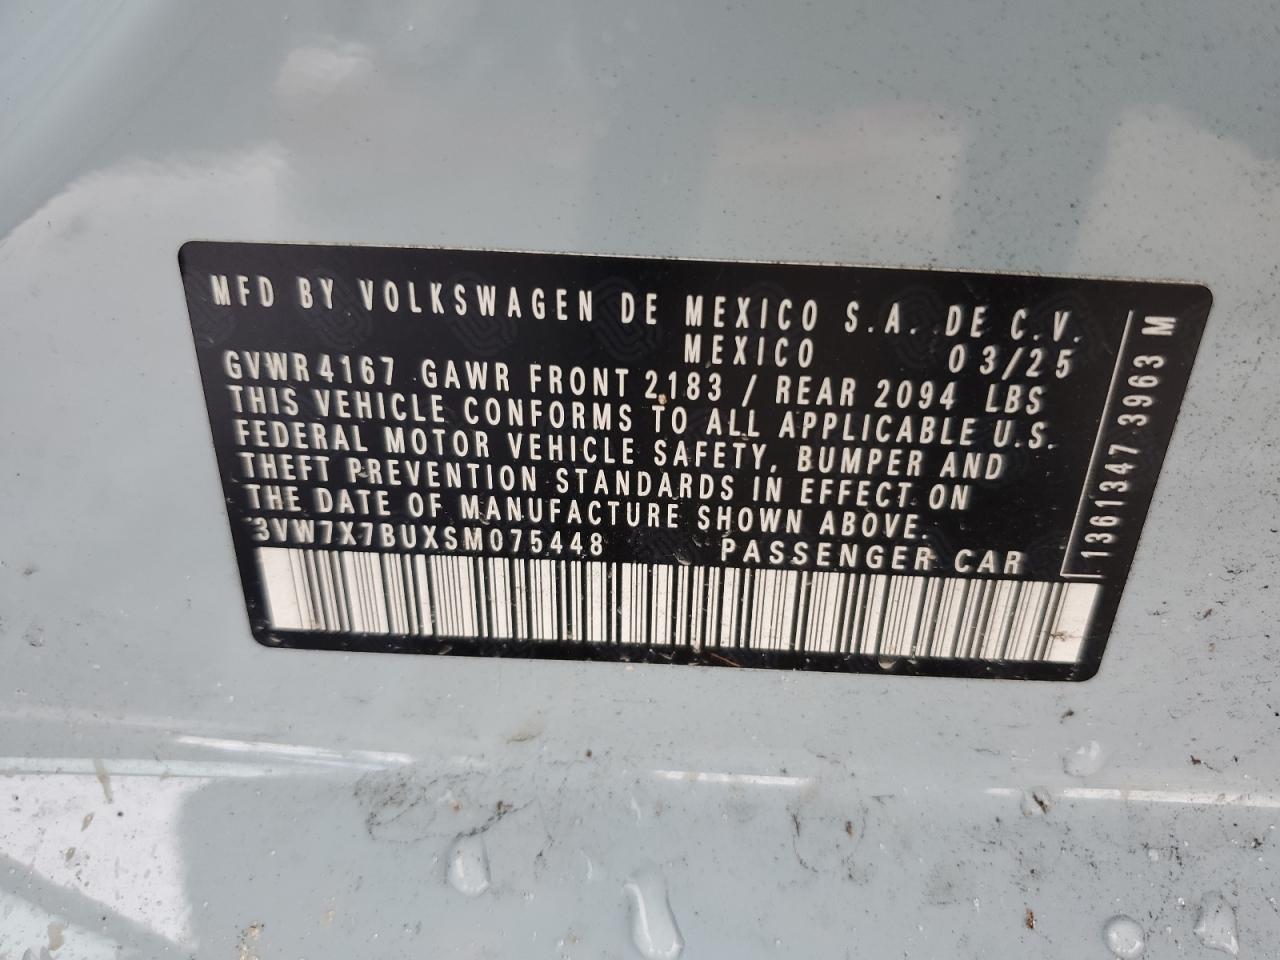 MFD BY VOLKSWAGEN DE MEXICO S.A. DE C.V.
MEXICO 03/25
GVWR 4167 GAWR FRONT 2183 / REAR 2094 LBS
THIS VEHICLE CONFORMS TO ALL APPLICABLE U.S.
FEDERAL MOTOR VEHICLE SAFETY, BUMPER AND
THEFT PREVENTION STANDARDS IN EFFECT ON
THE DATE OF MANUFACTURE SHOWN ABOVE.
3VW7X7BUXSM075448 PASSENGER CAR
1361347 3963 M